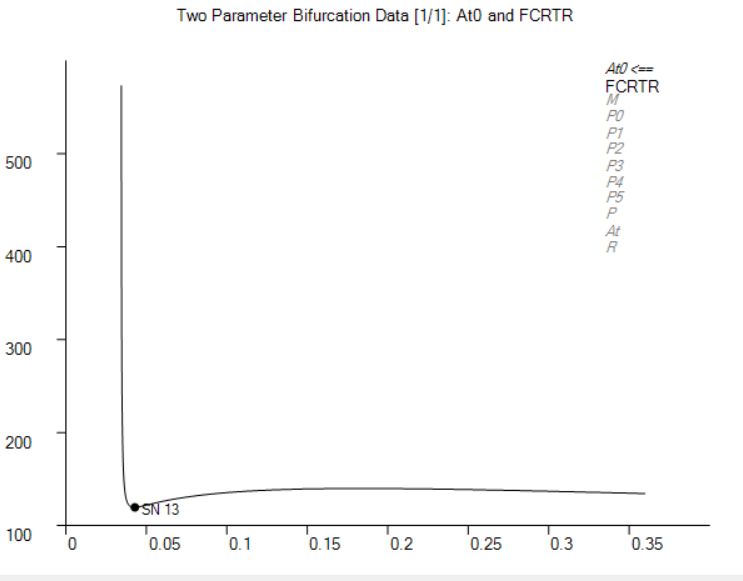 Two Parameter Bifurcation Data [1/1]: At0 and FCRTR
At0 <==
FCRTR
M
P0
P1
P2
P3
P4
P5
P
At
R
500
400
300
200
100
SN 13
0 0.05 0.1 0.15 0.2 0.25 0.3 0.35